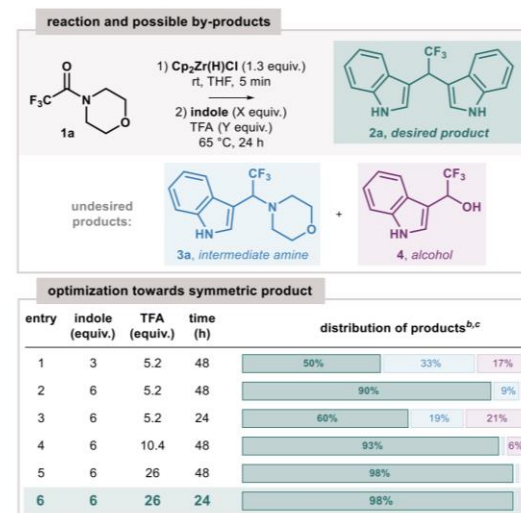 reaction and possible by-products
O
F₃C
N
O
1a
1) Cp₂Zr(H)Cl (1.3 equiv.)
rt, THF, 5 min
2) indole (X equiv.)
TFA (Y equiv.)
65 °C, 24 h
CF₃
NH
NH
2a, desired product
undesired
products:
CF₃
N
O
HN
3a, intermediate amine
+
CF₃
OH
HN
4, alcohol
optimization towards symmetric product
entry indole (equiv.) TFA (equiv.) time (h) distribution of productsᵇ,ᶜ
1 3 5.2 48 50% 33% 17%
2 6 5.2 48 90% 9%
3 6 5.2 24 60% 19% 21%
4 6 10.4 48 93% 6%
5 6 26 48 98%
6 6 26 24 98%